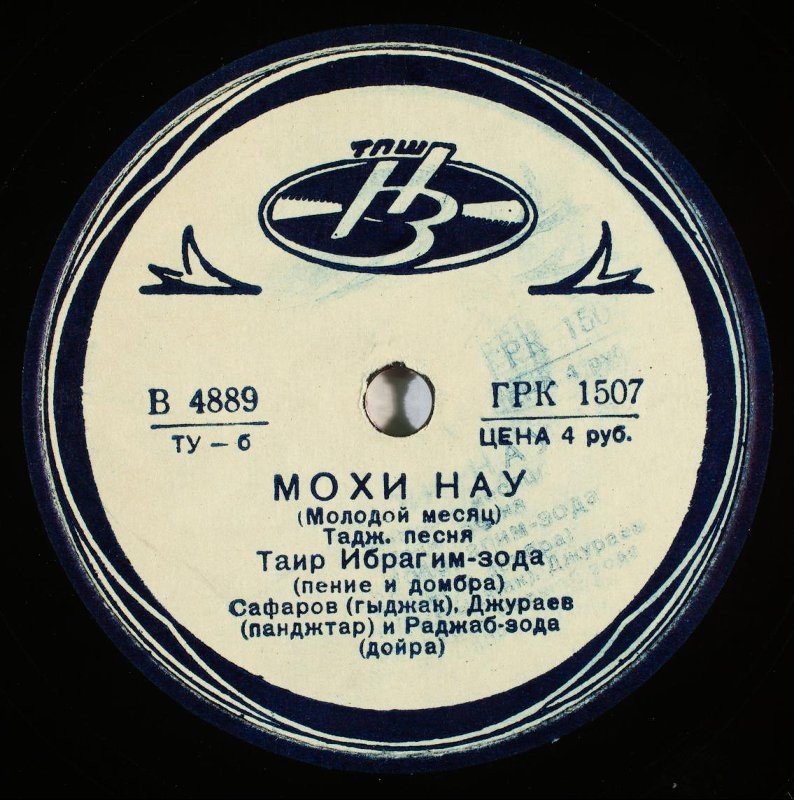 ТПШ
НЗ
В 4889
ТУ – б
ГРК 1507
ЦЕНА 4 руб.
МОХИ НАУ
(Молодой месяц)
Тадж. песня
Таир Ибрагим-зода
(пение и домбра)
Сафаров (гыджак), Джураев
(панджтар) и Раджаб-зода
(дойра)